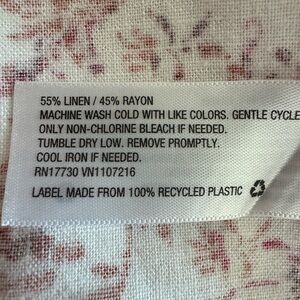 55% LINEN / 45% RAYON
MACHINE WASH COLD WITH LIKE COLORS. GENTLE CYCLE
ONLY NON-CHLORINE BLEACH IF NEEDED.
TUMBLE DRY LOW. REMOVE PROMPTLY.
COOL IRON IF NEEDED.
RN17730 VN1107216
LABEL MADE FROM 100% RECYCLED PLASTIC